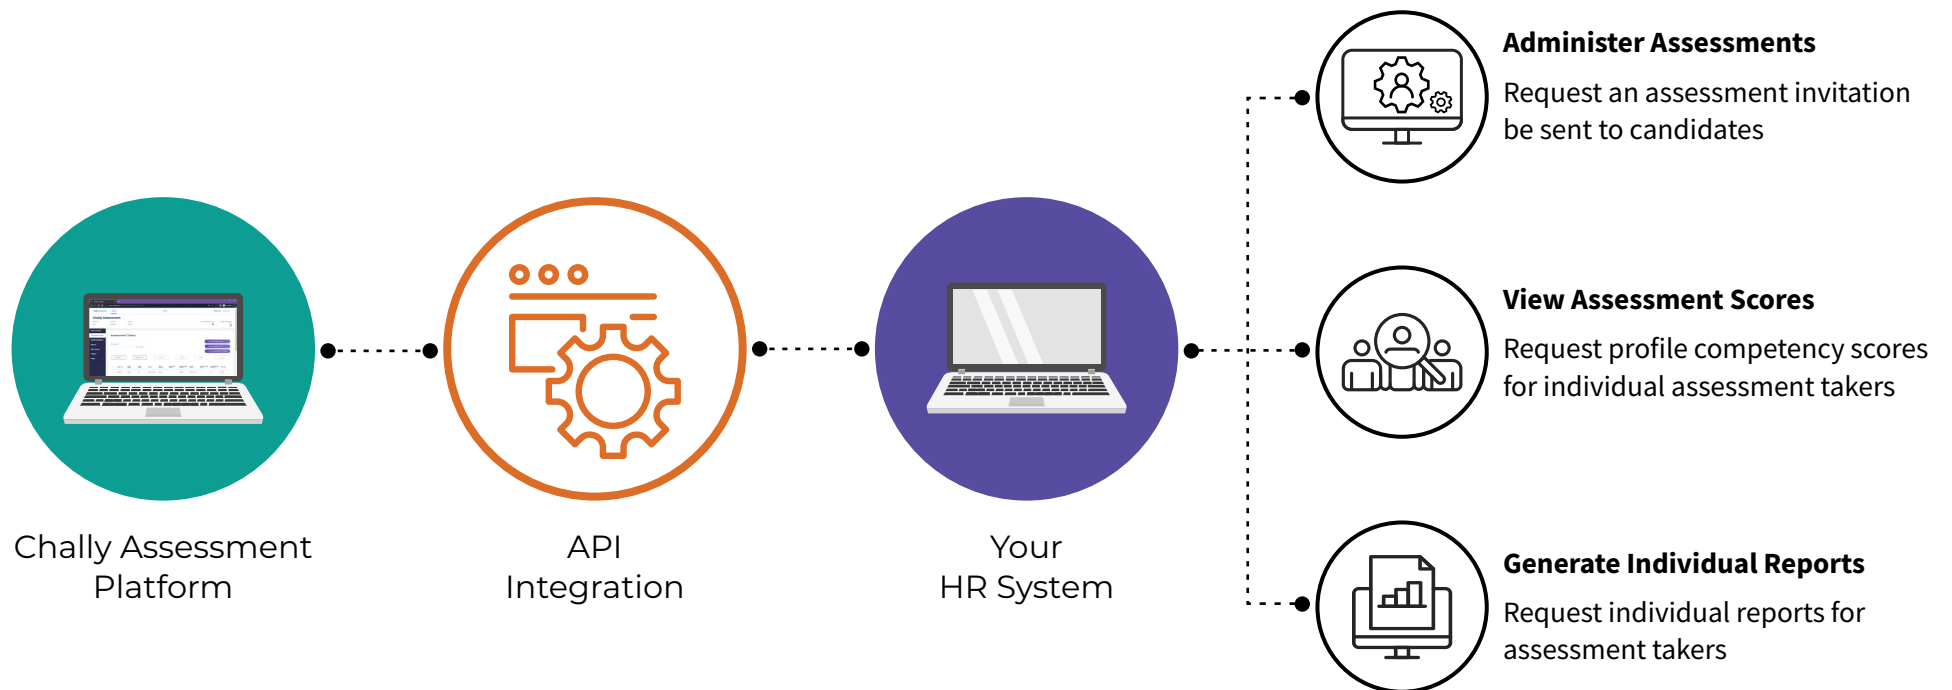 Administer Assessments
Request an assessment invitation
be sent to candidates
View Assessment Scores
Request profile competency scores
for individual assessment takers
Chally Assessment
Platform
API
Integration
Your
HR System
Generate Individual Reports
Request individual reports for
assessment takers